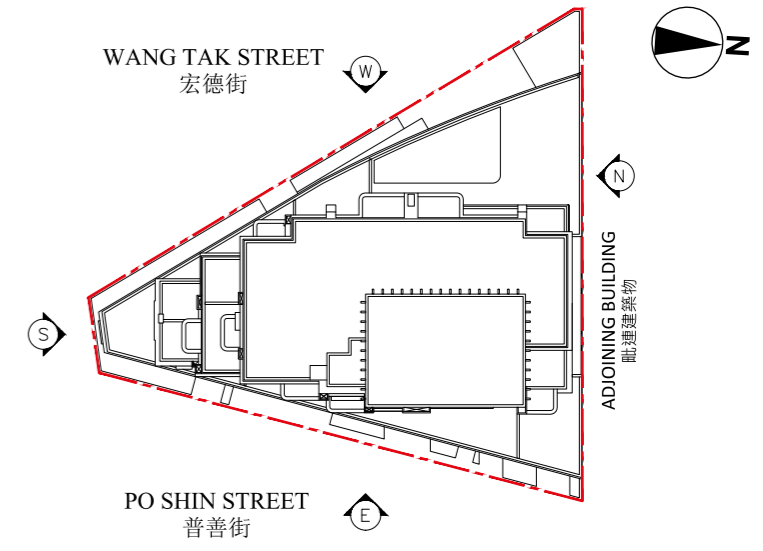 WANG TAK STREET
宏德街
W
N
N
ADJOINING BUILDING
毗連建築物
S
PO SHIN STREET
普善街
E